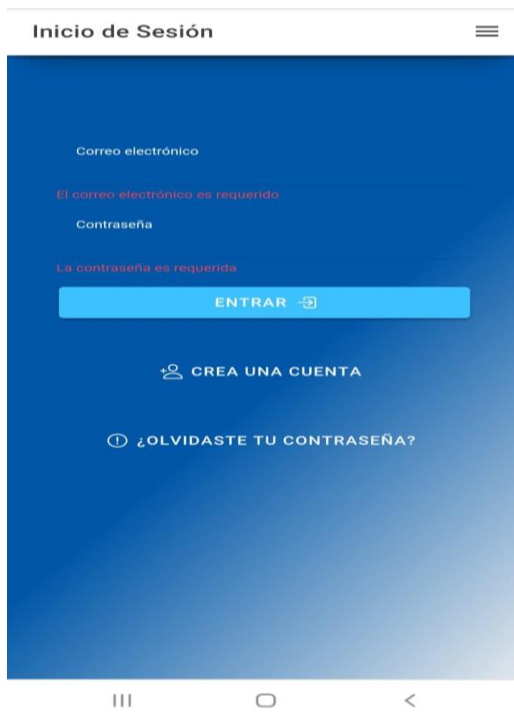 Inicio de Sesión
Correo electrónico
El correo electrónico es requerido
Contraseña
La contraseña es requerida
ENTRAR
CREA UNA CUENTA
¿OLVIDASTE TU CONTRASEÑA?